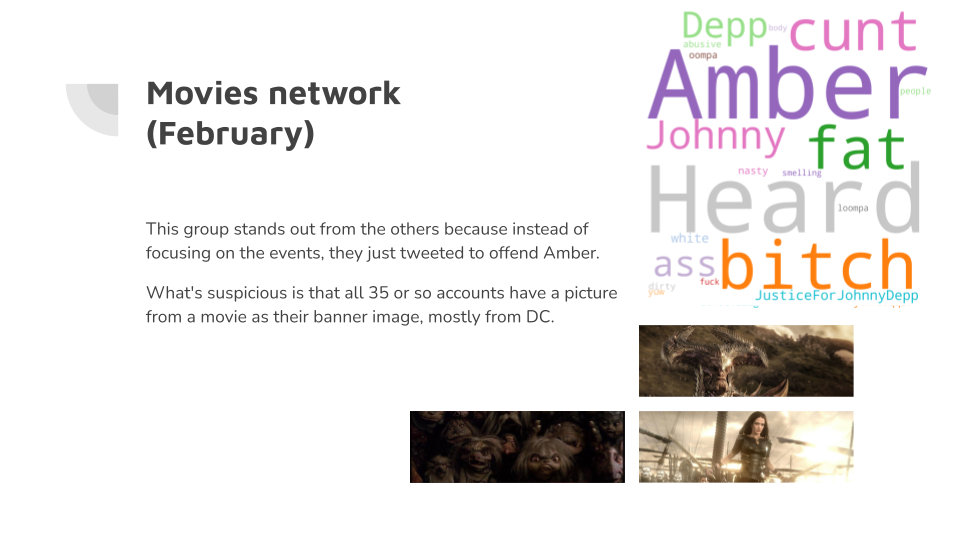 Movies network
(February)
This group stands out from the others because instead of
focusing on the events, they just tweeted to offend Amber.
What's suspicious is that all 35 or so accounts have a picture
from a movie as their banner image, mostly from DC.
Depp
body
cunt
abusive
oompa
Amber
people
Johnny
fat
nasty
smelling
Heard
loompa
white
bitch
ass
dirty
fuck
yuk
JusticeForJohnnyDepp